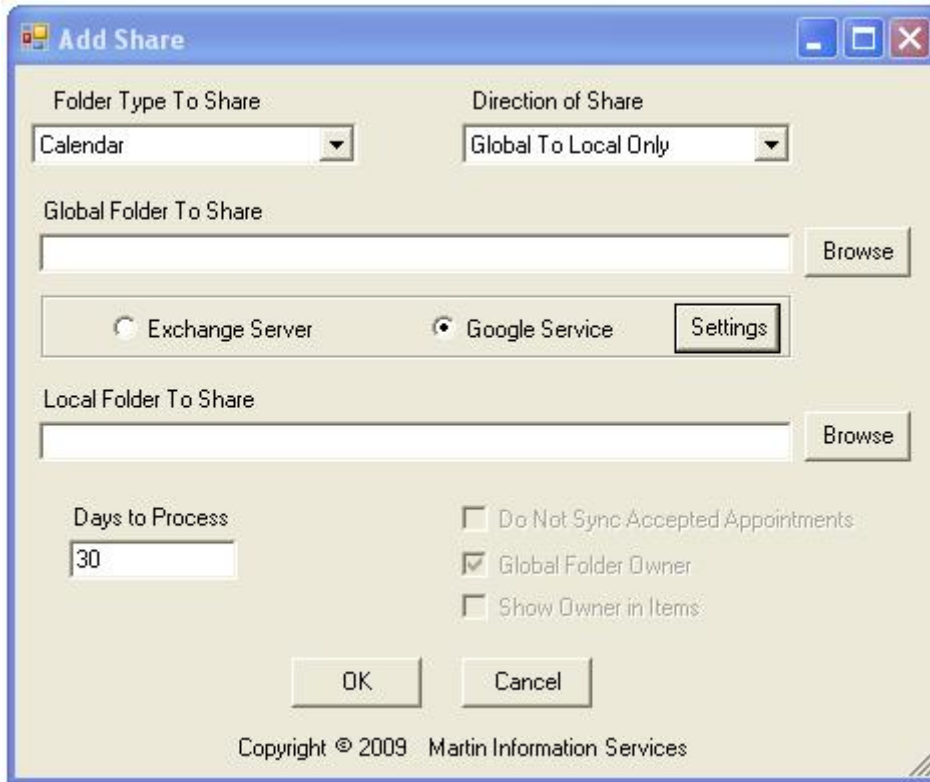 Add Share
Folder Type To Share
Direction of Share
Calendar
Global To Local Only
Global Folder To Share
Browse
Exchange Server
Google Service
Settings
Local Folder To Share
Browse
Days to Process
30
Do Not Sync Accepted Appointments
Global Folder Owner
Show Owner in Items
OK
Cancel
Copyright © 2009 Martin Information Services